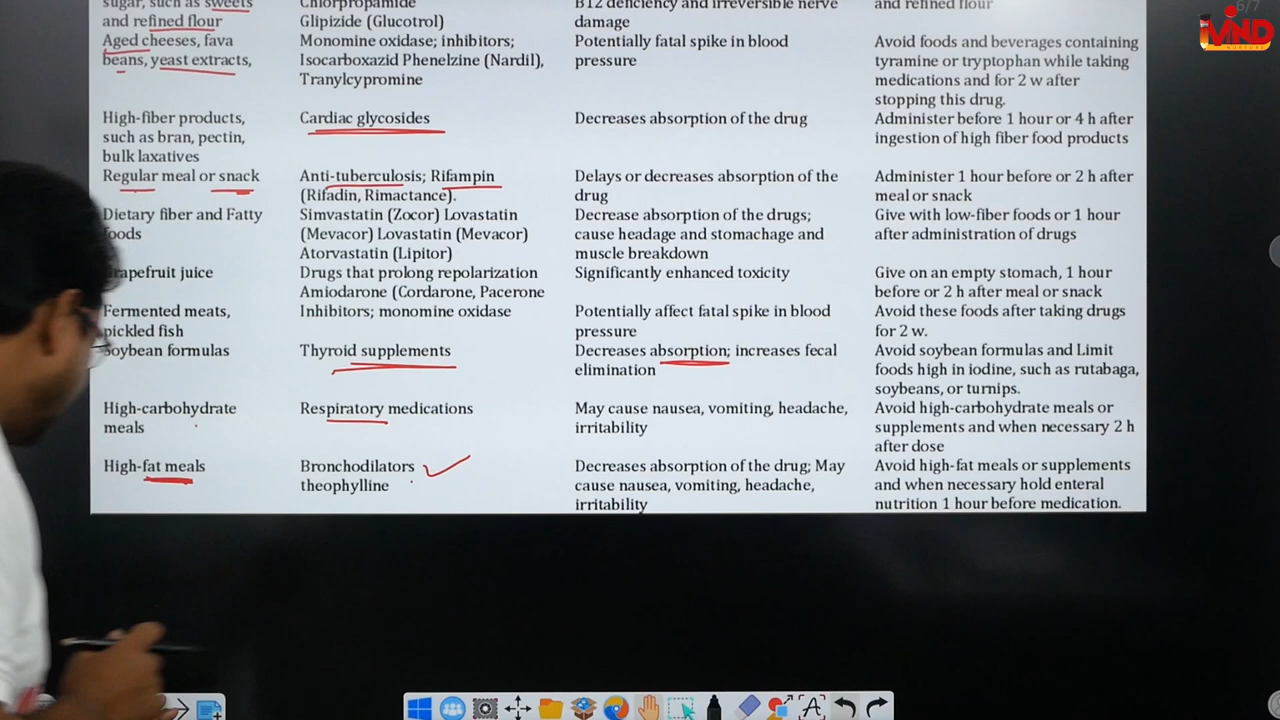 6/7
iMIND
NURTURE
sugar, such as sweets
and refined flour
Chlorpropamide
Glipizide (Glucotrol)
B12 deficiency and irreversible nerve
damage
and refined flour
Aged cheeses, fava
beans, yeast extracts,
Monomine oxidase; inhibitors;
Isocarboxazid Phenelzine (Nardil),
Tranylcypromine
Potentially fatal spike in blood
pressure
Avoid foods and beverages containing
tyramine or tryptophan while taking
medications and for 2 w after
stopping this drug.
High-fiber products,
such as bran, pectin,
bulk laxatives
Cardiac glycosides
Decreases absorption of the drug
Administer before 1 hour or 4 h after
ingestion of high fiber food products
Regular meal or snack
Anti-tuberculosis; Rifampin
(Rifadin, Rimactance).
Delays or decreases absorption of the
drug
Administer 1 hour before or 2 h after
meal or snack
Dietary fiber and Fatty
foods
Simvastatin (Zocor) Lovastatin
(Mevacor) Lovastatin (Mevacor)
Atorvastatin (Lipitor)
Decrease absorption of the drugs;
cause headage and stomachage and
muscle breakdown
Give with low-fiber foods or 1 hour
after administration of drugs
Grapefruit juice
Drugs that prolong repolarization
Amiodarone (Cordarone, Pacerone
Significantly enhanced toxicity
Give on an empty stomach, 1 hour
before or 2 h after meal or snack
Fermented meats,
pickled fish
Inhibitors; monomine oxidase
Potentially affect fatal spike in blood
pressure
Avoid these foods after taking drugs
for 2 w.
Soybean formulas
Thyroid supplements
Decreases absorption; increases fecal
elimination
Avoid soybean formulas and Limit
foods high in iodine, such as rutabaga,
soybeans, or turnips.
High-carbohydrate
meals
Respiratory medications
May cause nausea, vomiting, headache,
irritability
Avoid high-carbohydrate meals or
supplements and when necessary 2 h
after dose
High-fat meals
Bronchodilators
theophylline
Decreases absorption of the drug; May
cause nausea, vomiting, headache,
irritability
Avoid high-fat meals or supplements
and when necessary hold enteral
nutrition 1 hour before medication.